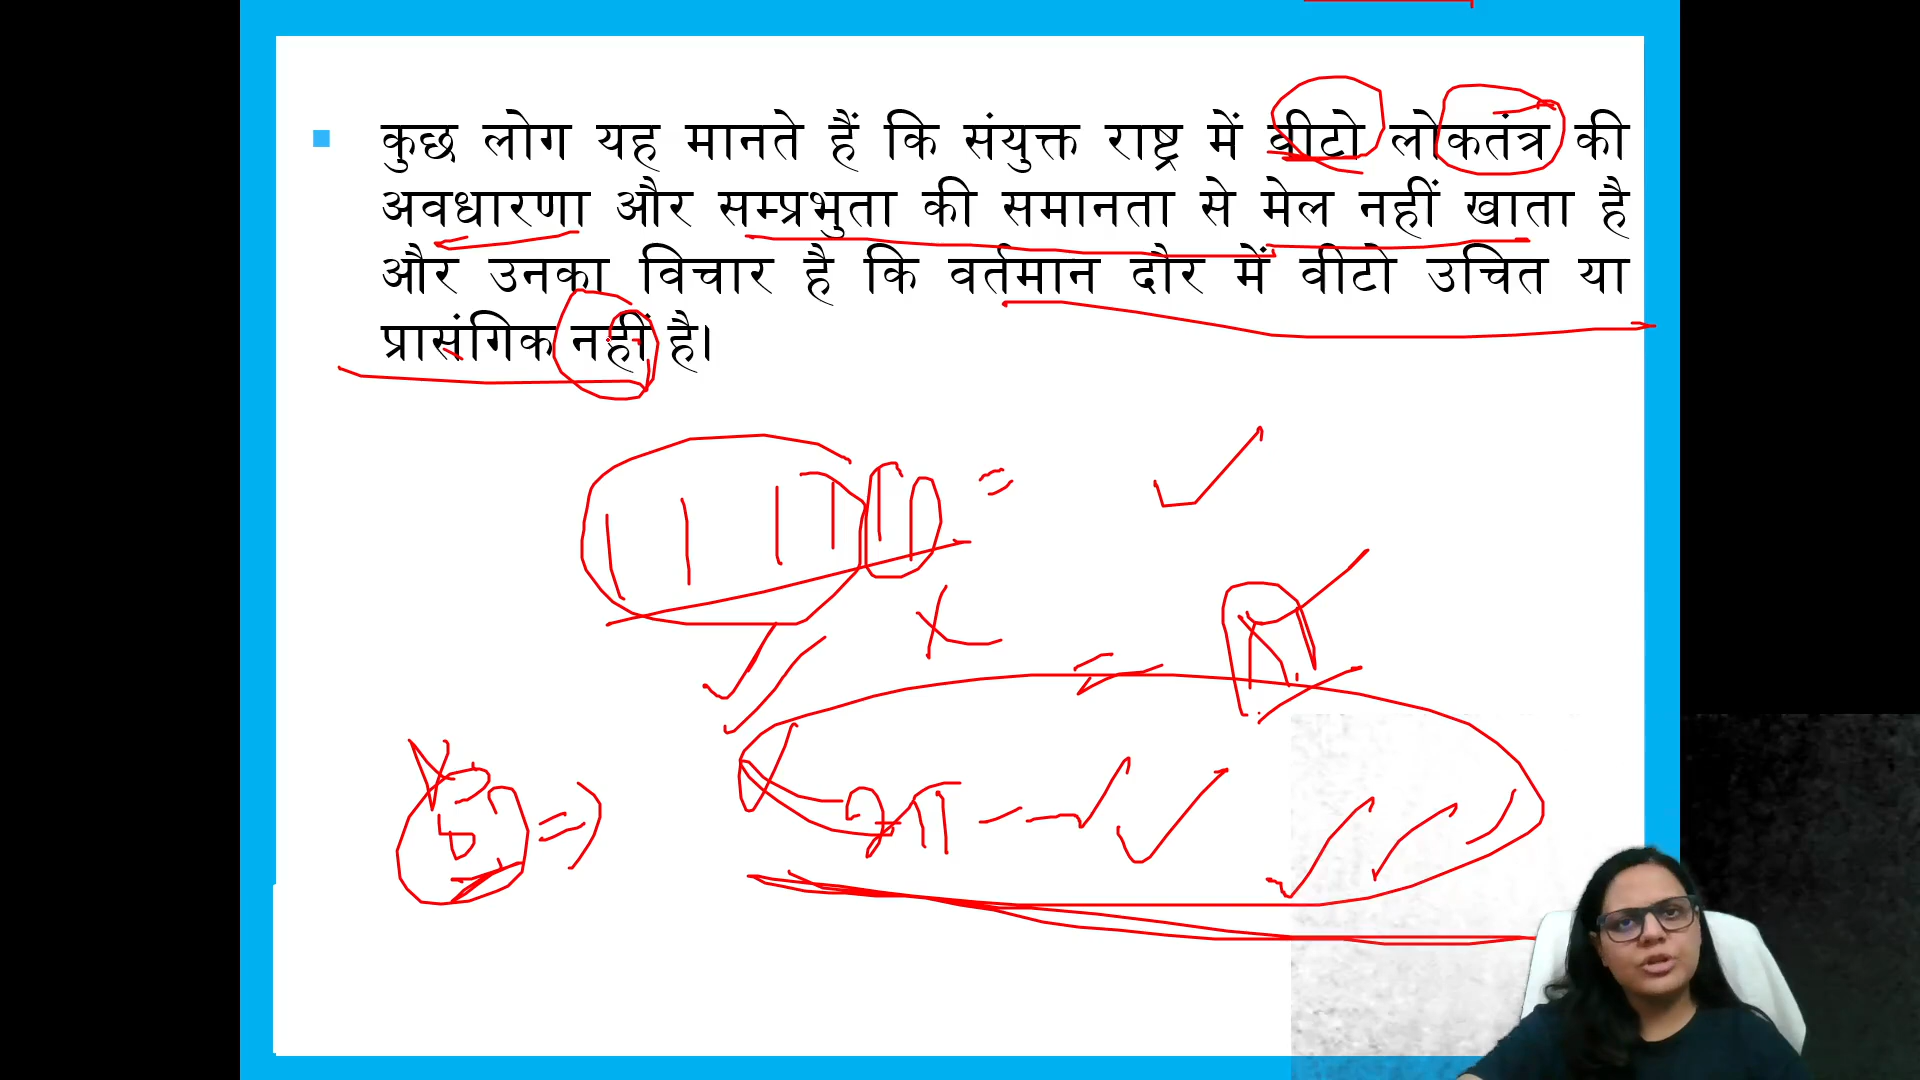 कुछ लोग यह मानते हैं कि संयुक्त राष्ट्र में वीटो लोकतंत्र की
अवधारणा और सम्प्रभुता की समानता से मेल नहीं खाता है
और उनका विचार है कि वर्तमान दौर में वीटो उचित या
प्रासंगिक नहीं है।